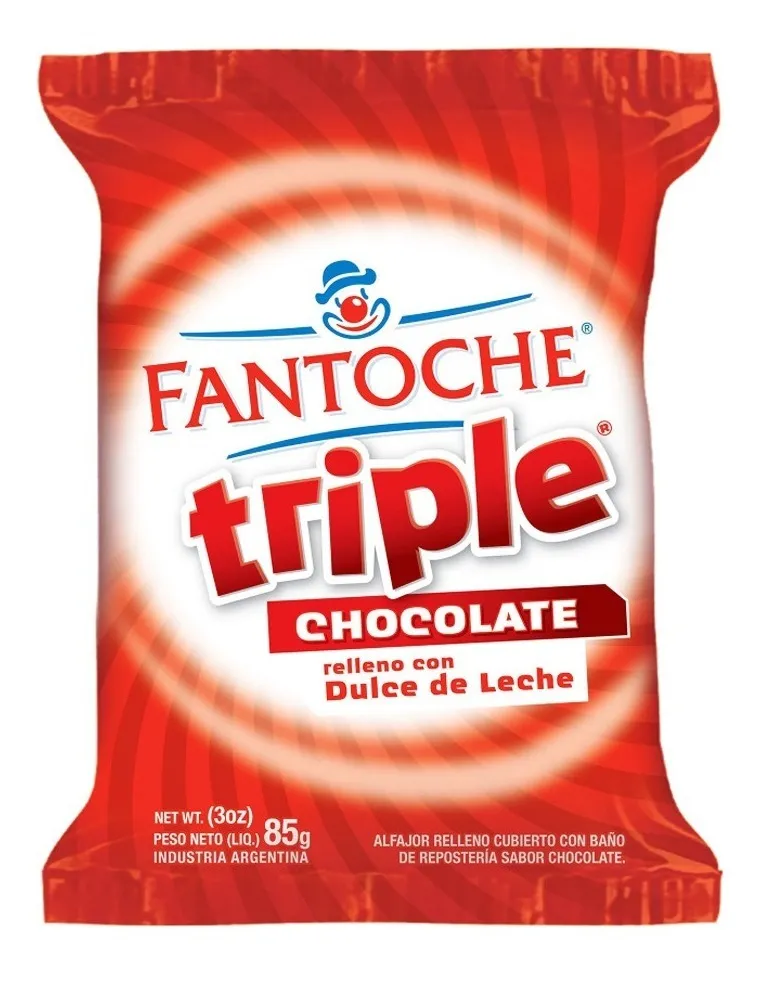 FANTOCHE®
triple®
CHOCOLATE
relleno con
Dulce de Leche
NET WT. (3oz)
PESO NETO (LIQ.) 85g
INDUSTRIA ARGENTINA
ALFAJOR RELLENO CUBIERTO CON BAÑO
DE REPOSTERÍA SABOR CHOCOLATE.